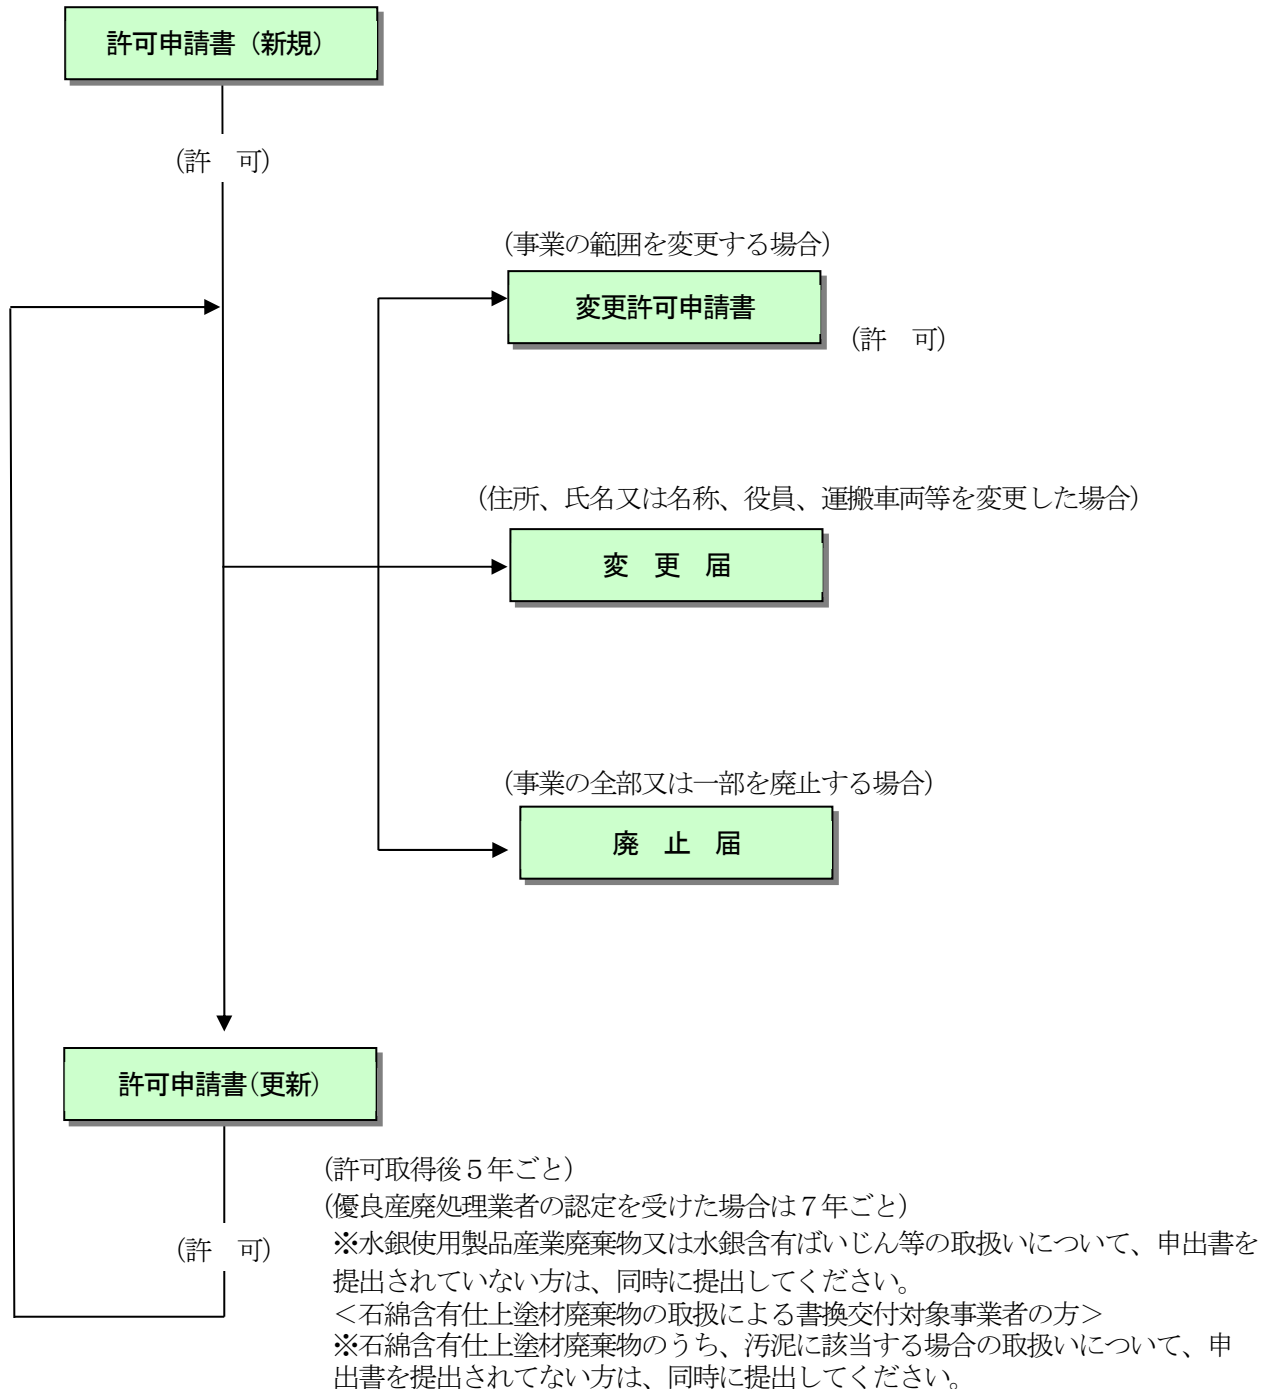 許可申請書（新規）
(許　可)
(事業の範囲を変更する場合)
変更許可申請書
(許　可)
(住所、氏名又は名称、役員、運搬車両等を変更した場合)
変　更　届
(事業の全部又は一部を廃止する場合)
廃　止　届
許可申請書(更新)
(許可取得後５年ごと)
(優良産廃処理業者の認定を受けた場合は７年ごと)
(許　可)
※水銀使用製品産業廃棄物又は水銀含有ばいじん等の取扱いについて、申出書を
提出されていない方は、同時に提出してください。
＜石綿含有仕上塗材廃棄物の取扱による書換交付対象事業者の方＞
※石綿含有仕上塗材廃棄物のうち、汚泥に該当する場合の取扱いについて、申
出書を提出されてない方は、同時に提出してください。